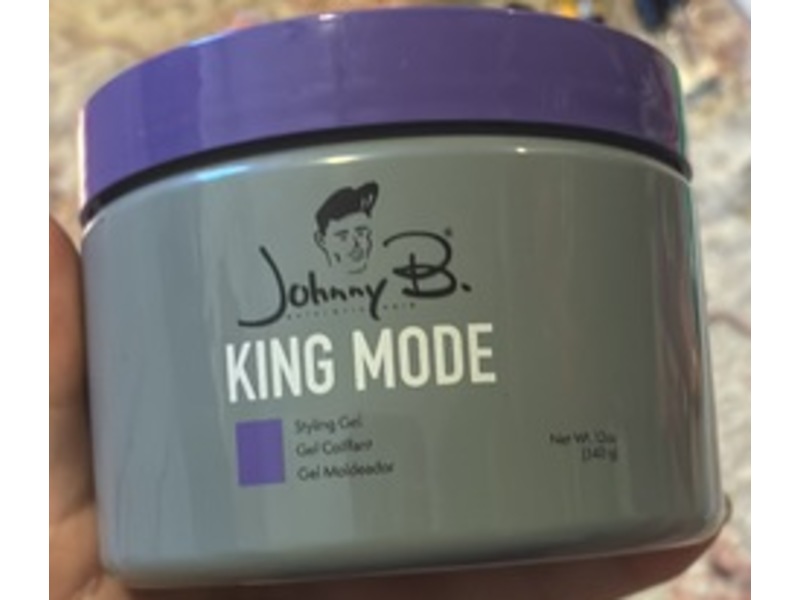 Johnny B.®
KING MODE
Styling Gel
Gel Coiffant
Gel Moldeador
Net Wt. 12oz
(340 g)